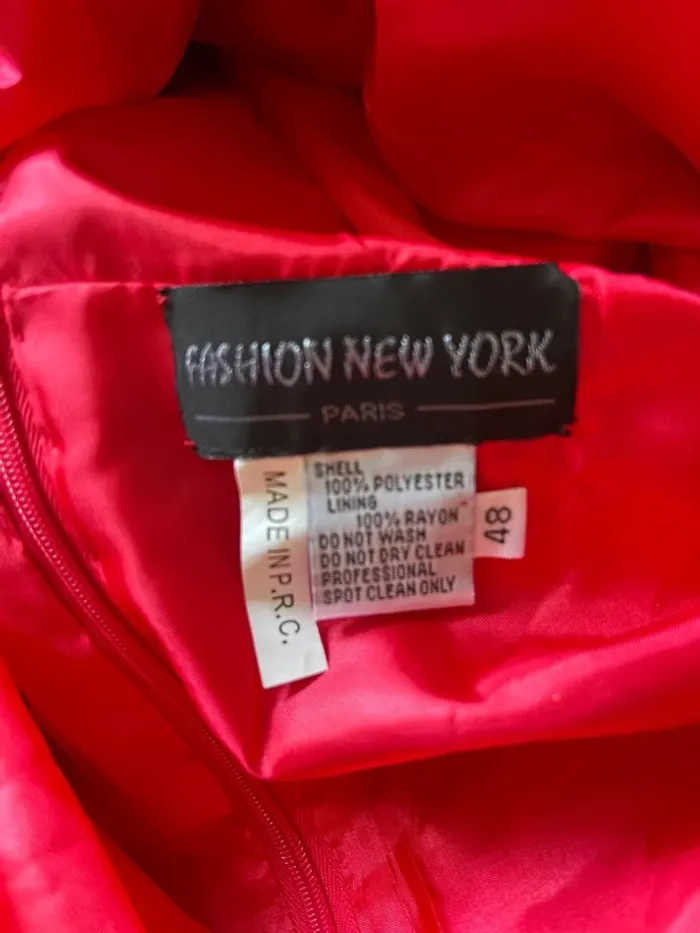 FASHION NEW YORK
PARIS
MADE IN P.R.C.
SHELL
100% POLYESTER
LINING
100% RAYON
DO NOT WASH
DO NOT DRY CLEAN
PROFESSIONAL
SPOT CLEAN ONLY
48